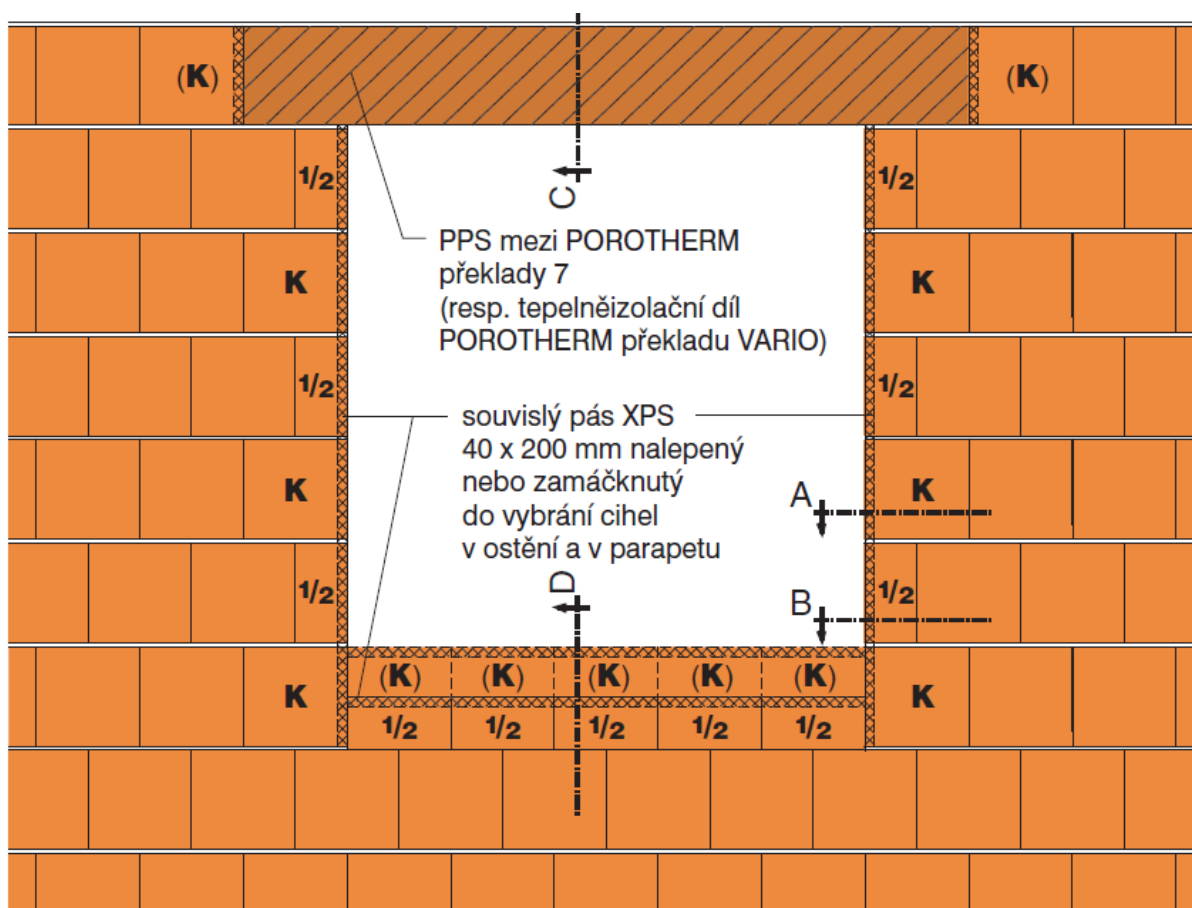 (K) (K)
1/2 1/2
C
PPS mezi POROTHERM
překlady 7
(resp. tepelněizolační díl
POROTHERM překladu VARIO)
K K
1/2 1/2
souvislý pás XPS
40 x 200 mm nalepený
nebo zamáčknutý
do vybrání cihel
v ostění a v parapetu
K A K
D
1/2 B 1/2
K (K) (K) (K) (K) (K) K
1/2 1/2 1/2 1/2 1/2